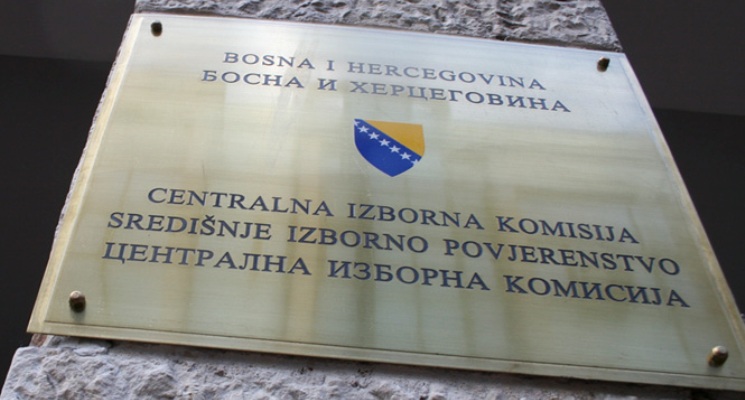 BOSNA I HERCEGOVINA
БОСНА И ХЕРЦЕГОВИНА
CENTRALNA IZBORNA KOMISIJA
SREDIŠNJE IZBORNO POVJERENSTVO
ЦЕНТРАЛНА ИЗБОРНА КОМИСИЈА